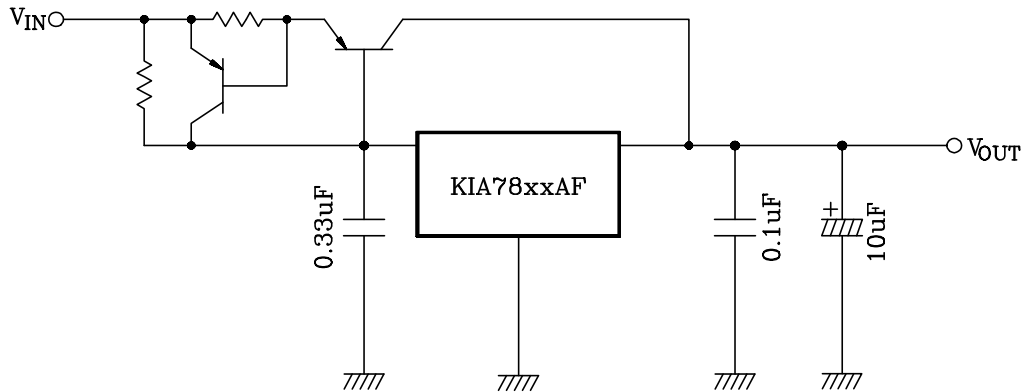 VIN
KIA78xxAF
VOUT
0.33uF
0.1uF
+
10uF